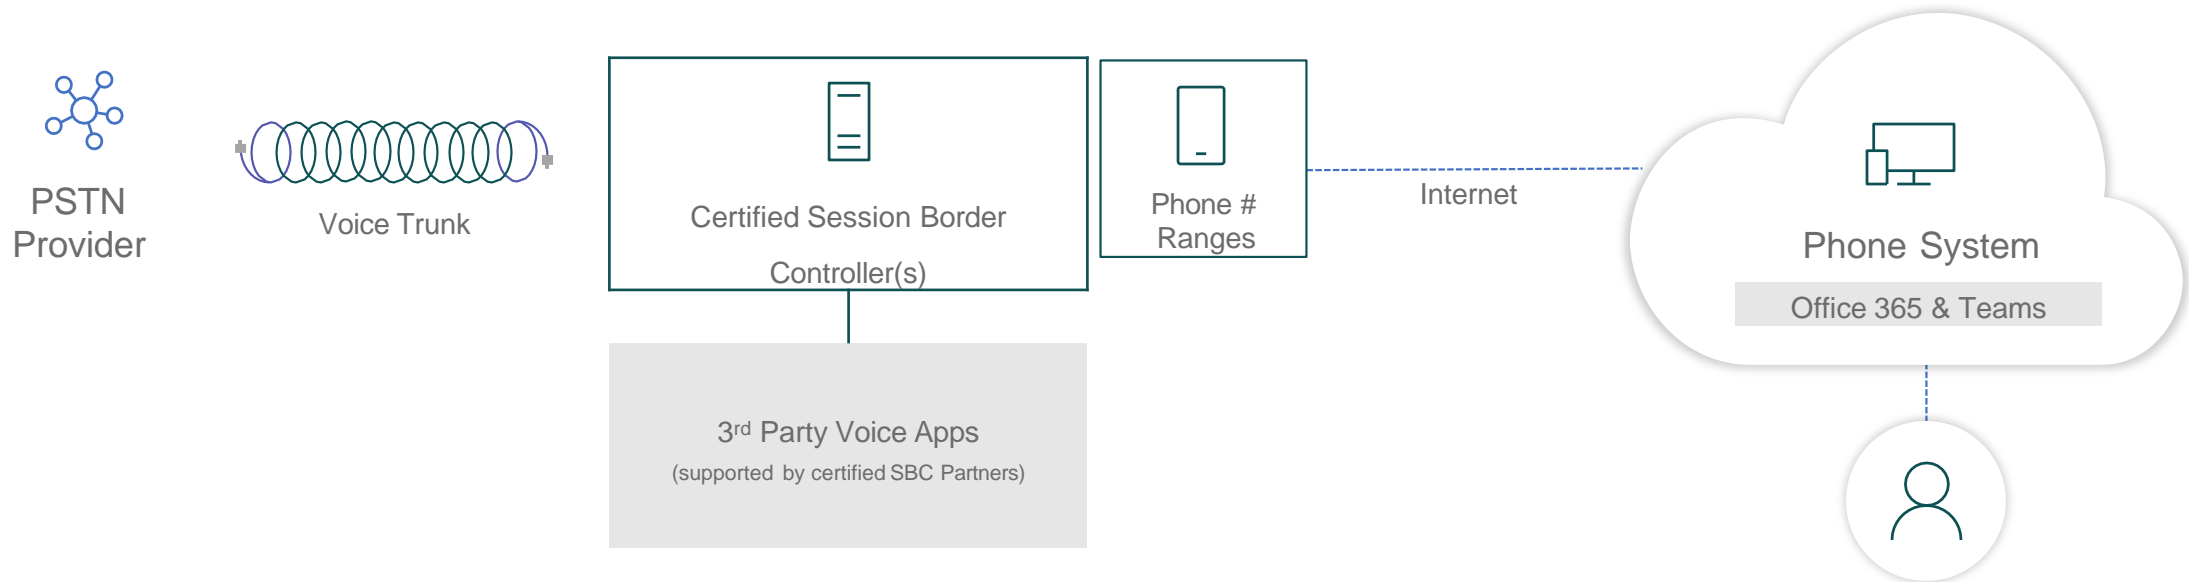 PSTN
Provider
Voice Trunk
Certified Session Border
Controller(s)
Phone #
Ranges
Internet
Phone System
Office 365 & Teams
3rd Party Voice Apps
(supported by certified SBC Partners)